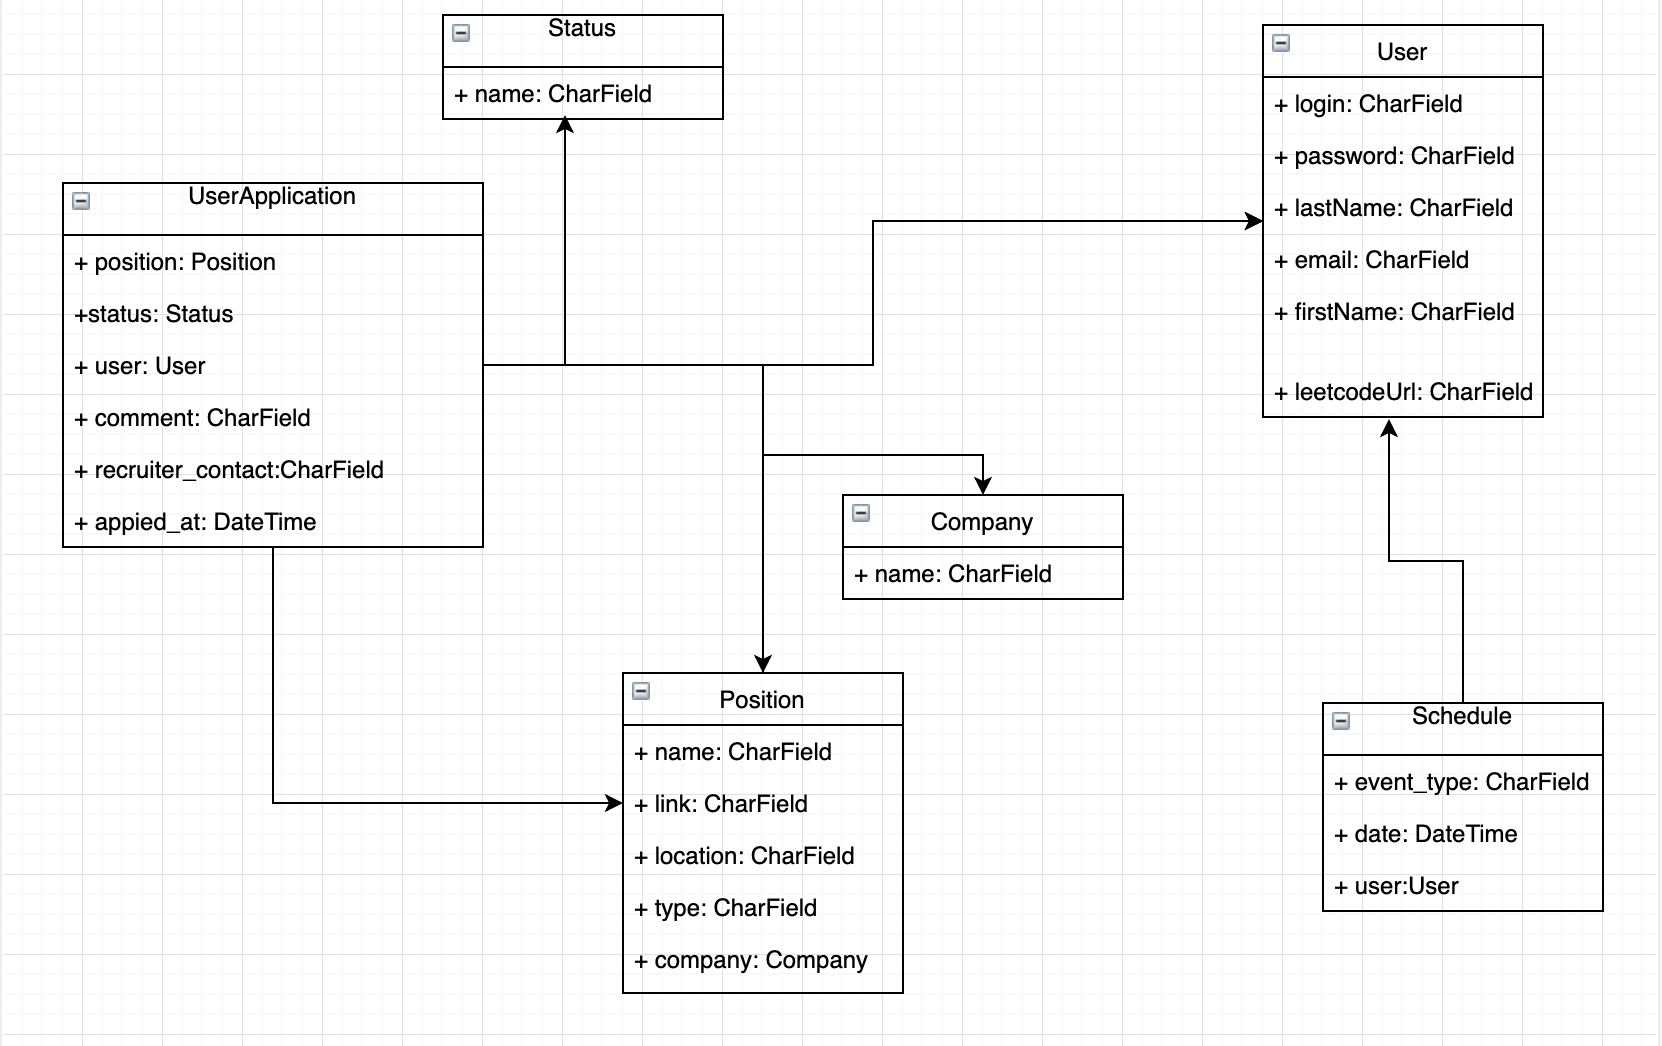 Status
+ name: CharField
User
+ login: CharField
+ password: CharField
+ lastName: CharField
+ email: CharField
+ firstName: CharField
+ leetcodeUrl: CharField
UserApplication
+ position: Position
+status: Status
+ user: User
+ comment: CharField
+ recruiter_contact:CharField
+ appied_at: DateTime
Company
+ name: CharField
Position
+ name: CharField
+ link: CharField
+ location: CharField
+ type: CharField
+ company: Company
Schedule
+ event_type: CharField
+ date: DateTime
+ user:User